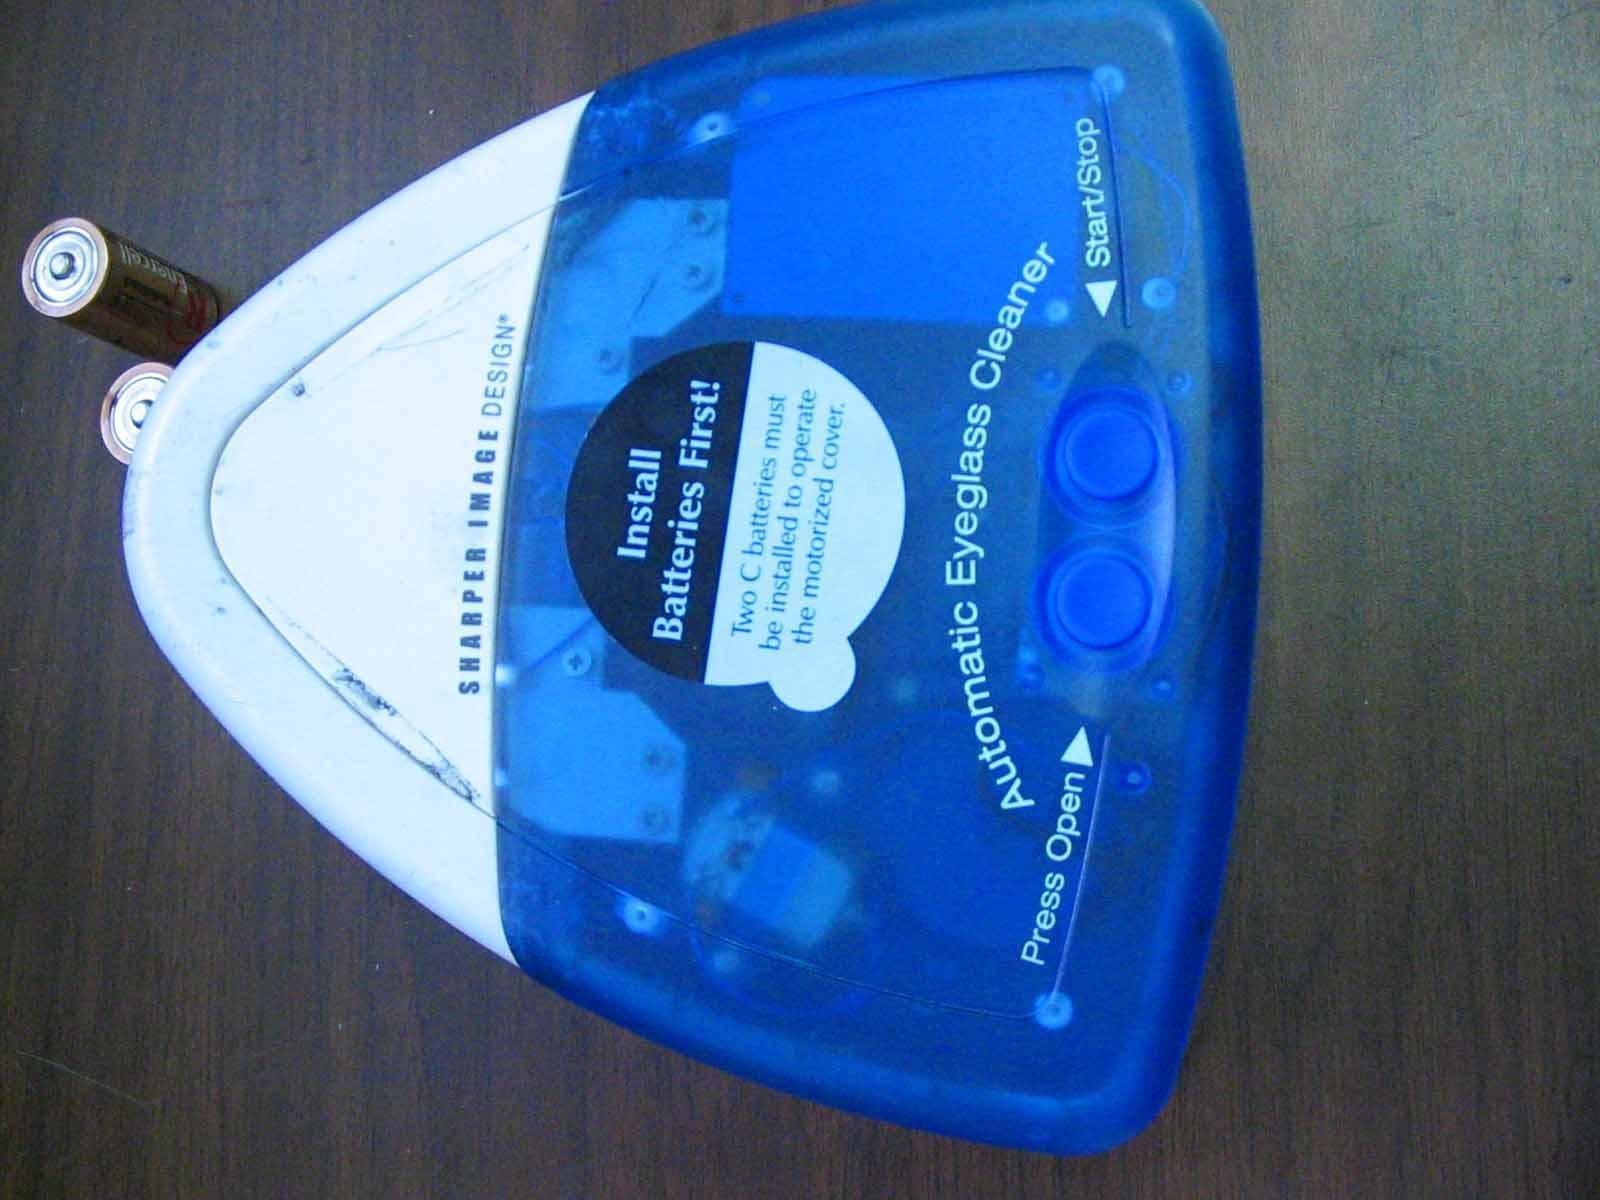 SHARPER IMAGE DESIGN®
Install
Batteries First!
Two C batteries must
be installed to operate
the motorized cover.
Automatic Eyeglass Cleaner
Press Open▶
◀ Start/Stop
Enercell